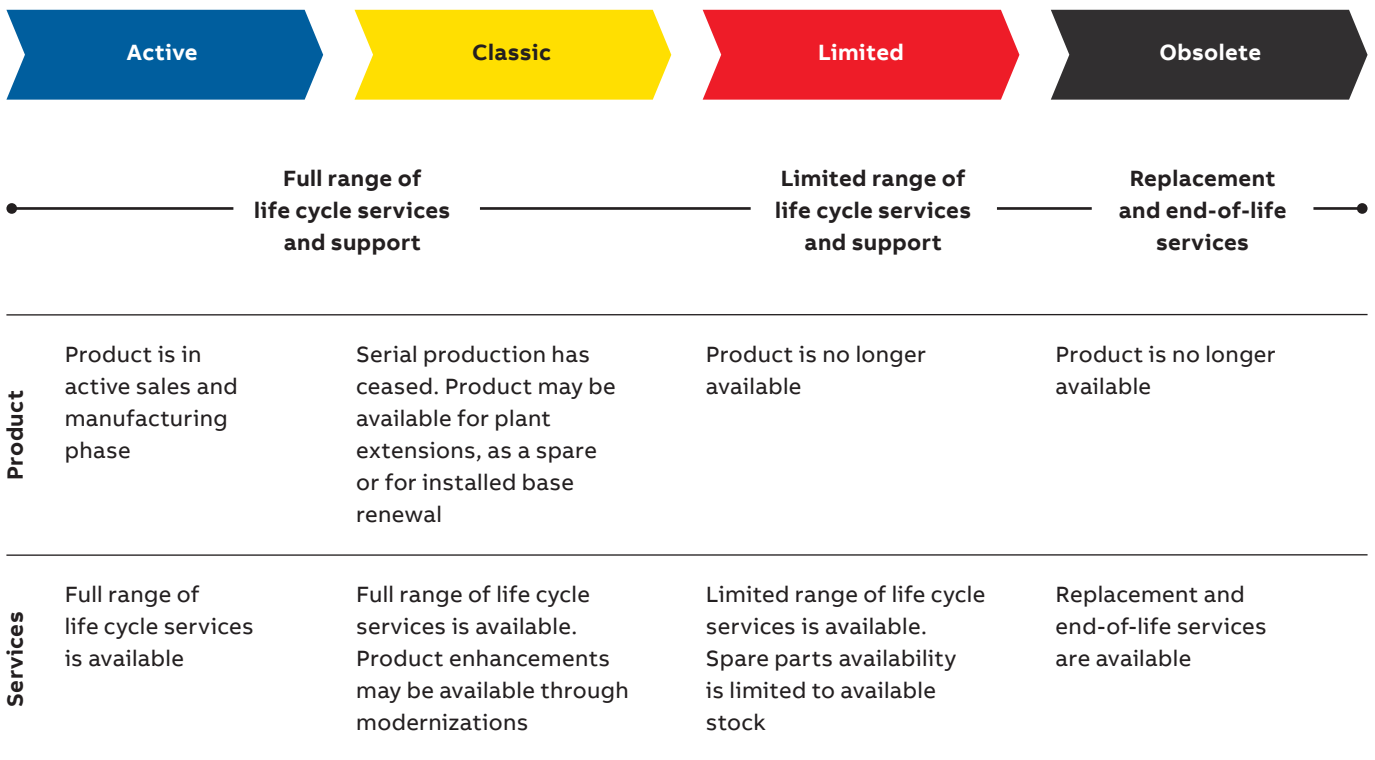 Active
Classic
Limited
Obsolete
Full range of
life cycle services
and support
Limited range of
life cycle services
and support
Replacement
and end-of-life
services
Product
Product is in
active sales and
manufacturing
phase
Serial production has
ceased. Product may be
available for plant
extensions, as a spare
or for installed base
renewal
Product is no longer
available
Product is no longer
available
Services
Full range of
life cycle services
is available
Full range of life cycle
services is available.
Product enhancements
may be available through
modernizations
Limited range of life cycle
services is available.
Spare parts availability
is limited to available
stock
Replacement and
end-of-life services
are available